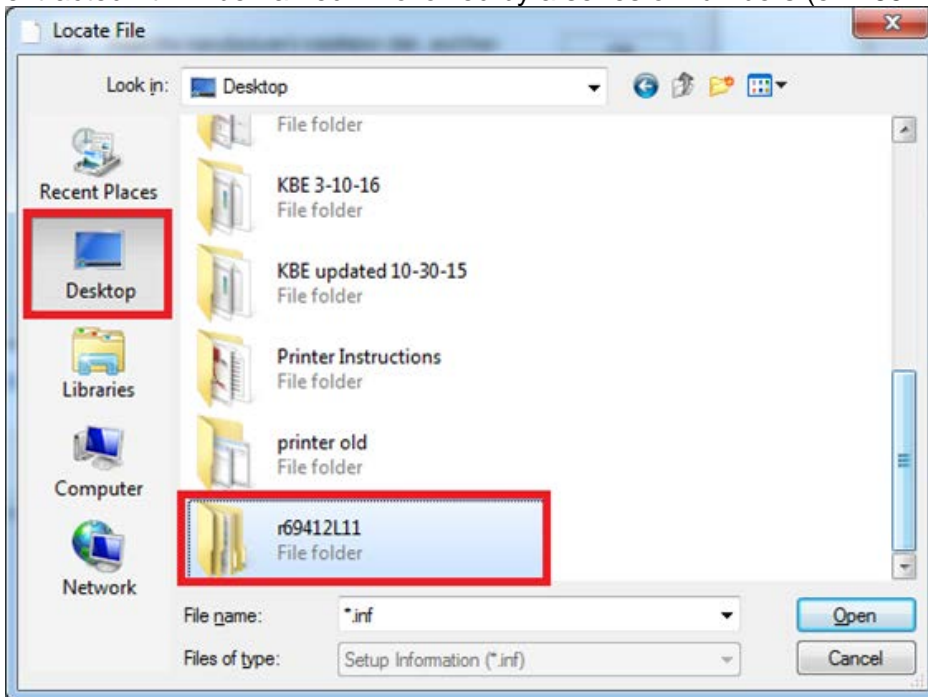 Locate File
Look in:
Desktop
File folder
KBE 3-10-16
File folder
KBE updated 10-30-15
File folder
Printer Instructions
File folder
printer old
File folder
r69412L11
File folder
Recent Places
Desktop
Libraries
Computer
Network
File name:
*.inf
Open
Files of type:
Setup Information (*.inf)
Cancel